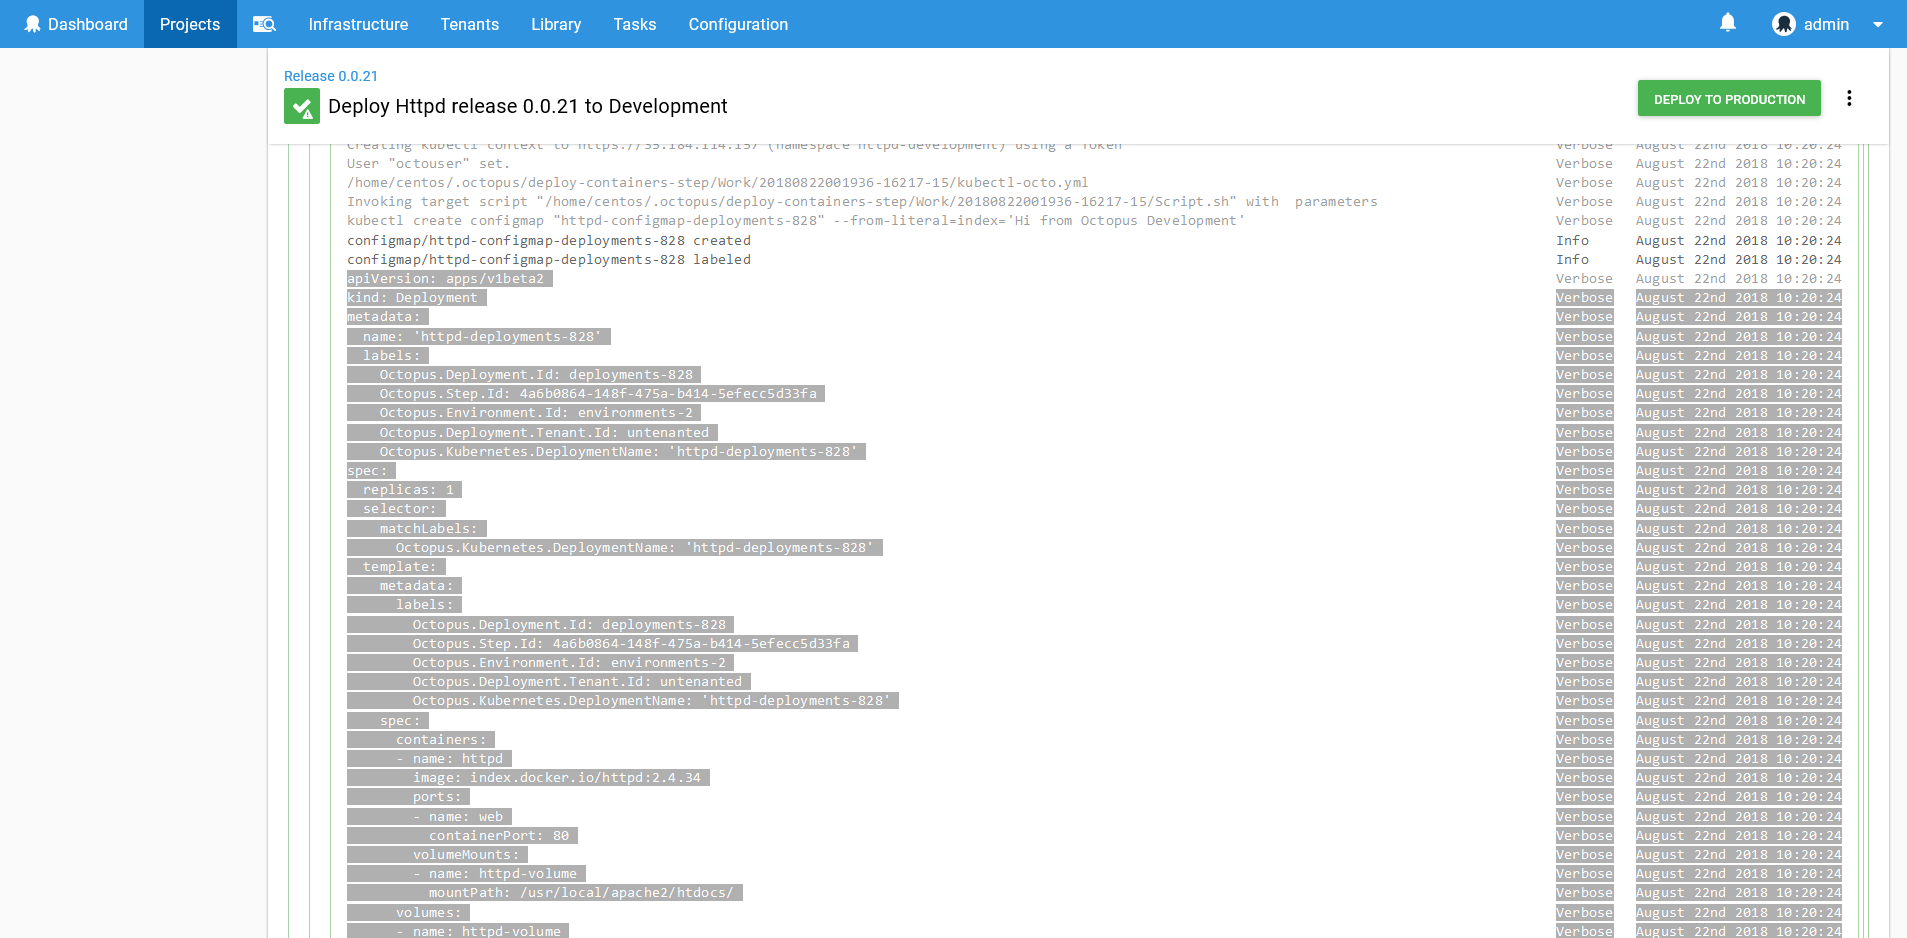 Dashboard Projects Infrastructure Tenants Library Tasks Configuration admin
Release 0.0.21
Deploy Httpd release 0.0.21 to Development
DEPLOY TO PRODUCTION
Creating kubectl context to https://35.184.114.157 (namespace httpd-development) using a Token Verbose August 22nd 2018 10:20:24
User "octouser" set. Verbose August 22nd 2018 10:20:24
/home/centos/.octopus/deploy-containers-step/Work/20180822001936-16217-15/kubectl-octo.yml Verbose August 22nd 2018 10:20:24
Invoking target script "/home/centos/.octopus/deploy-containers-step/Work/20180822001936-16217-15/Script.sh" with  parameters Verbose August 22nd 2018 10:20:24
kubectl create configmap "httpd-configmap-deployments-828" --from-literal=index='Hi from Octopus Development' Verbose August 22nd 2018 10:20:24
configmap/httpd-configmap-deployments-828 created Info August 22nd 2018 10:20:24
configmap/httpd-configmap-deployments-828 labeled Info August 22nd 2018 10:20:24
apiVersion: apps/v1beta2 Verbose August 22nd 2018 10:20:24
kind: Deployment Verbose August 22nd 2018 10:20:24
metadata: Verbose August 22nd 2018 10:20:24
  name: 'httpd-deployments-828' Verbose August 22nd 2018 10:20:24
  labels: Verbose August 22nd 2018 10:20:24
    Octopus.Deployment.Id: deployments-828 Verbose August 22nd 2018 10:20:24
    Octopus.Step.Id: 4a6b0864-148f-475a-b414-5efecc5d33fa Verbose August 22nd 2018 10:20:24
    Octopus.Environment.Id: environments-2 Verbose August 22nd 2018 10:20:24
    Octopus.Deployment.Tenant.Id: untenanted Verbose August 22nd 2018 10:20:24
    Octopus.Kubernetes.DeploymentName: 'httpd-deployments-828' Verbose August 22nd 2018 10:20:24
spec: Verbose August 22nd 2018 10:20:24
  replicas: 1 Verbose August 22nd 2018 10:20:24
  selector: Verbose August 22nd 2018 10:20:24
    matchLabels: Verbose August 22nd 2018 10:20:24
      Octopus.Kubernetes.DeploymentName: 'httpd-deployments-828' Verbose August 22nd 2018 10:20:24
  template: Verbose August 22nd 2018 10:20:24
    metadata: Verbose August 22nd 2018 10:20:24
      labels: Verbose August 22nd 2018 10:20:24
        Octopus.Deployment.Id: deployments-828 Verbose August 22nd 2018 10:20:24
        Octopus.Step.Id: 4a6b0864-148f-475a-b414-5efecc5d33fa Verbose August 22nd 2018 10:20:24
        Octopus.Environment.Id: environments-2 Verbose August 22nd 2018 10:20:24
        Octopus.Deployment.Tenant.Id: untenanted Verbose August 22nd 2018 10:20:24
        Octopus.Kubernetes.DeploymentName: 'httpd-deployments-828' Verbose August 22nd 2018 10:20:24
    spec: Verbose August 22nd 2018 10:20:24
      containers: Verbose August 22nd 2018 10:20:24
      - name: httpd Verbose August 22nd 2018 10:20:24
        image: index.docker.io/httpd:2.4.34 Verbose August 22nd 2018 10:20:24
        ports: Verbose August 22nd 2018 10:20:24
        - name: web Verbose August 22nd 2018 10:20:24
          containerPort: 80 Verbose August 22nd 2018 10:20:24
        volumeMounts: Verbose August 22nd 2018 10:20:24
        - name: httpd-volume Verbose August 22nd 2018 10:20:24
          mountPath: /usr/local/apache2/htdocs/ Verbose August 22nd 2018 10:20:24
      volumes: Verbose August 22nd 2018 10:20:24
      - name: httpd-volume Verbose August 22nd 2018 10:20:24